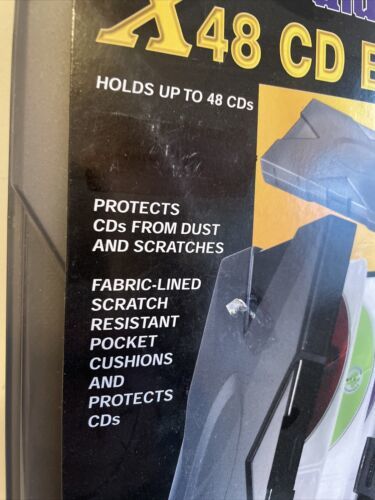 X48 CD
HOLDS UP TO 48 CDs
PROTECTS
CDs FROM DUST
AND SCRATCHES
FABRIC-LINED
SCRATCH
RESISTANT
POCKET
CUSHIONS
AND
PROTECTS
CDs